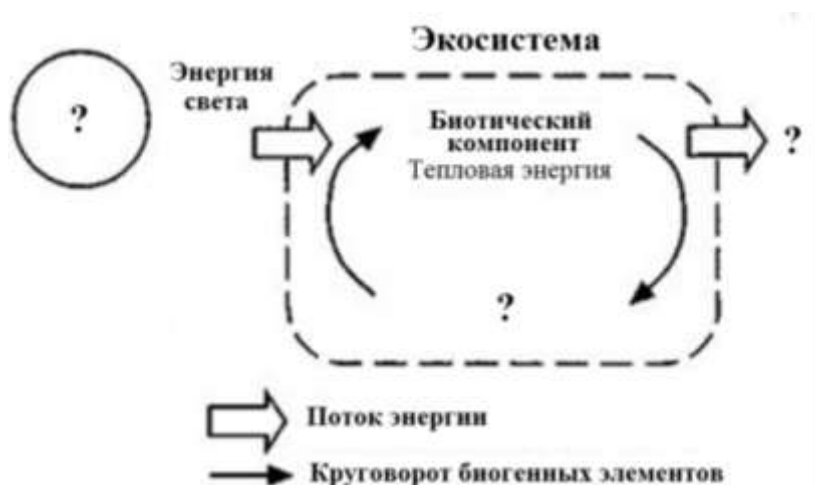 Экосистема
Энергия
света
?
Биотический
компонент
Тепловая энергия
?
?
Поток энергии
Круговорот биогенных элементов